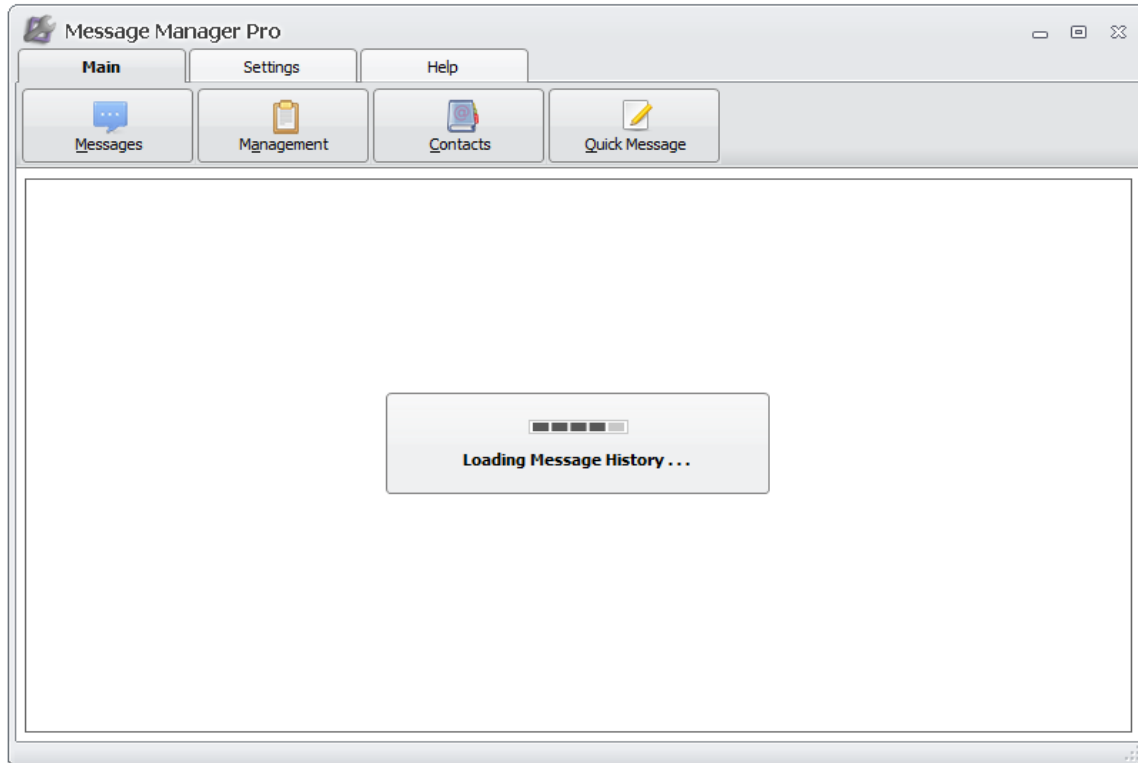 Message Manager Pro
Main Settings Help
Messages Management Contacts Quick Message
Loading Message History . . .